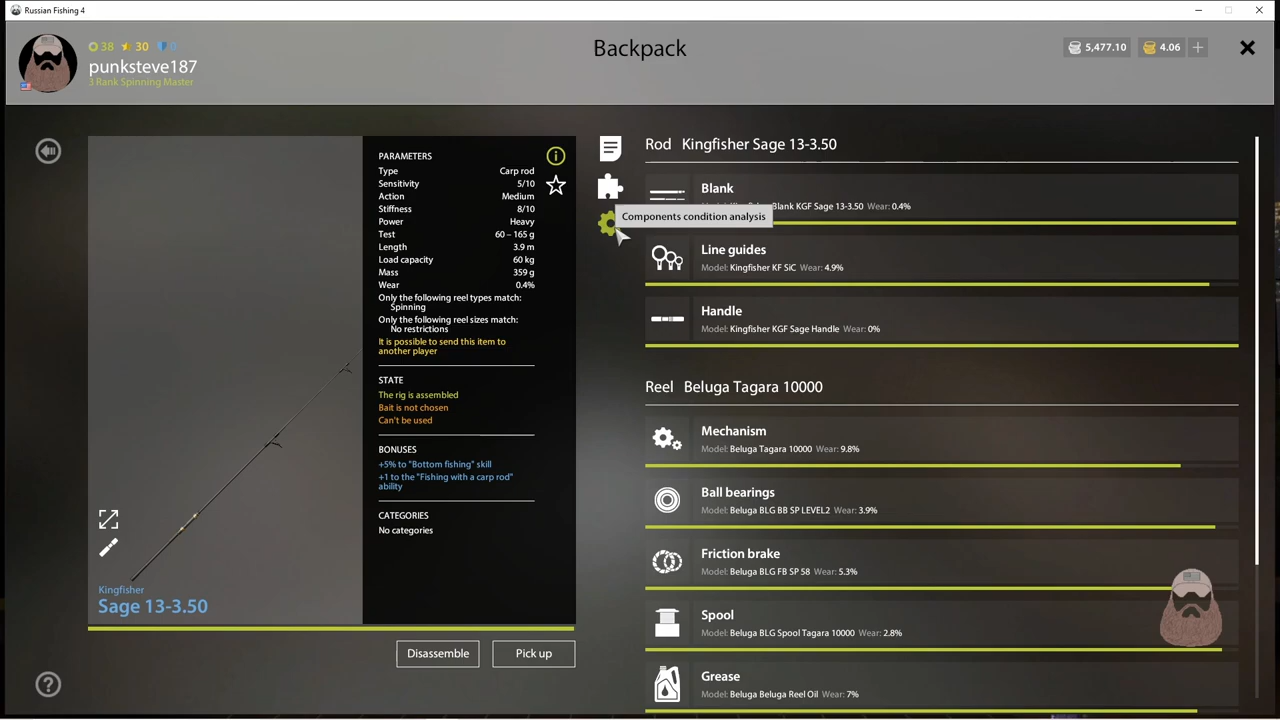 Russian Fishing 4
38 30 0
punksteve187
3 Rank Spinning Master
Backpack
5,477.10
4.06
PARAMETERS
Type Carp rod
Sensitivity 5/10
Action Medium
Stiffness 8/10
Power Heavy
Test 60 – 165 g
Length 3.9 m
Load capacity 60 kg
Mass 359 g
Wear 0.4%
Only the following reel types match:
Spinning
Only the following reel sizes match:
No restrictions
It is possible to send this item to
another player
STATE
The rig is assembled
Bait is not chosen
Can't be used
BONUSES
+5% to "Bottom fishing" skill
+1 to the "Fishing with a carp rod"
ability
CATEGORIES
No categories
Kingfisher
Sage 13-3.50
Disassemble
Pick up
Rod Kingfisher Sage 13-3.50
Blank
Blank KGF Sage 13-3.50 Wear: 0.4%
Components condition analysis
Line guides
Model: Kingfisher KF SiC Wear: 4.9%
Handle
Model: Kingfisher KGF Sage Handle Wear: 0%
Reel Beluga Tagara 10000
Mechanism
Model: Beluga Tagara 10000 Wear: 9.8%
Ball bearings
Model: Beluga BLG BB SP LEVEL2 Wear: 3.9%
Friction brake
Model: Beluga BLG FB SP 58 Wear: 5.3%
Spool
Model: Beluga BLG Spool Tagara 10000 Wear: 2.8%
Grease
Model: Beluga Beluga Reel Oil Wear: 7%